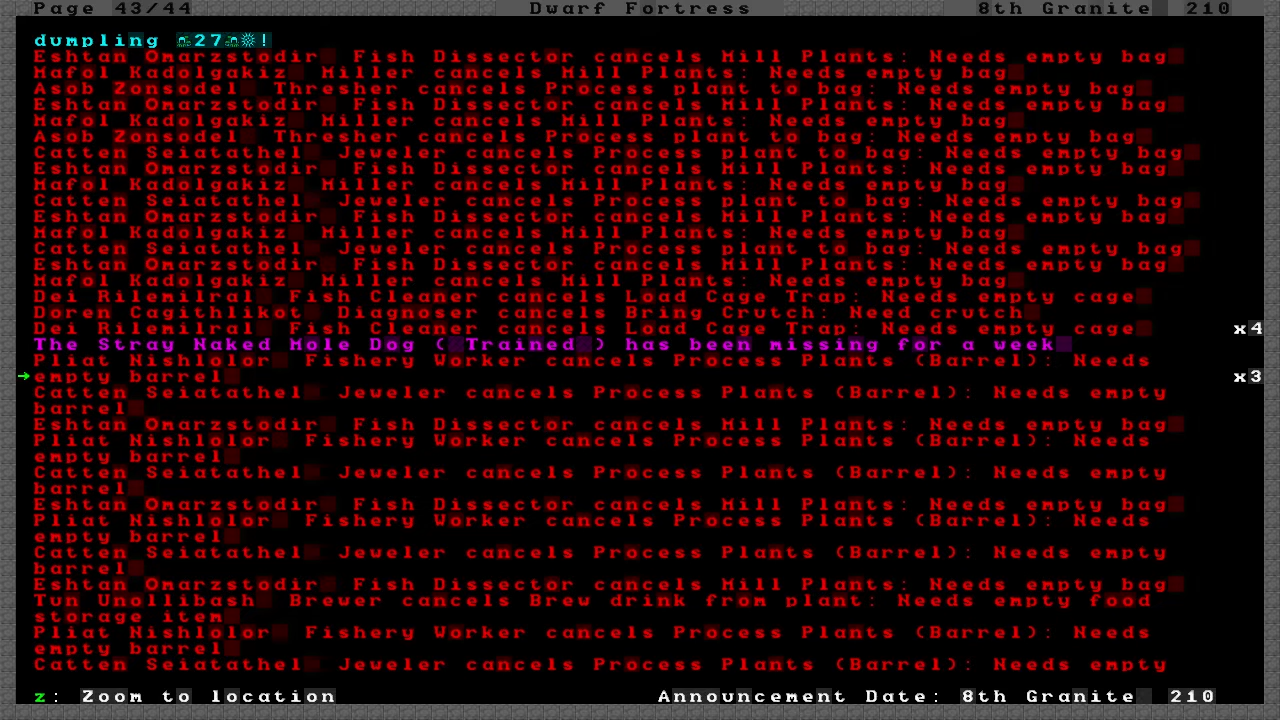 Page 43/44 Dwarf Fortress 8th Granite 210
dumpling 27 !
Eshtan Omarzstodir Fish Dissector cancels Mill Plants: Needs empty bag
Mafol Kadolgakiz Miller cancels Mill Plants: Needs empty bag
Asob Zonsodel Thresher cancels Process plant to bag: Needs empty bag
Eshtan Omarzstodir Fish Dissector cancels Mill Plants: Needs empty bag
Mafol Kadolgakiz Miller cancels Mill Plants: Needs empty bag
Asob Zonsodel Thresher cancels Process plant to bag: Needs empty bag
Catten Seiatathel Jeweler cancels Process plant to bag: Needs empty bag
Eshtan Omarzstodir Fish Dissector cancels Mill Plants: Needs empty bag
Mafol Kadolgakiz Miller cancels Mill Plants: Needs empty bag
Catten Seiatathel Jeweler cancels Process plant to bag: Needs empty bag
Eshtan Omarzstodir Fish Dissector cancels Mill Plants: Needs empty bag
Mafol Kadolgakiz Miller cancels Mill Plants: Needs empty bag
Catten Seiatathel Jeweler cancels Process plant to bag: Needs empty bag
Eshtan Omarzstodir Fish Dissector cancels Mill Plants: Needs empty bag
Mafol Kadolgakiz Miller cancels Mill Plants: Needs empty bag
Dei Rilemilral Fish Cleaner cancels Load Cage Trap: Needs empty cage
Doren Cagithlikot Diagnoser cancels Bring Crutch: Need crutch
Dei Rilemilral Fish Cleaner cancels Load Cage Trap: Needs empty cage x4
The Stray Naked Mole Dog (Trained) has been missing for a week
Pliat Nishlolor Fishery Worker cancels Process Plants (Barrel): Needs
→empty barrel x3
Catten Seiatathel Jeweler cancels Process Plants (Barrel): Needs empty
barrel
Eshtan Omarzstodir Fish Dissector cancels Mill Plants: Needs empty bag
Pliat Nishlolor Fishery Worker cancels Process Plants (Barrel): Needs
empty barrel
Catten Seiatathel Jeweler cancels Process Plants (Barrel): Needs empty
barrel
Eshtan Omarzstodir Fish Dissector cancels Mill Plants: Needs empty bag
Pliat Nishlolor Fishery Worker cancels Process Plants (Barrel): Needs
empty barrel
Catten Seiatathel Jeweler cancels Process Plants (Barrel): Needs empty
barrel
Eshtan Omarzstodir Fish Dissector cancels Mill Plants: Needs empty bag
Tun Unollibash Brewer cancels Brew drink from plant: Needs empty food
storage item
Pliat Nishlolor Fishery Worker cancels Process Plants (Barrel): Needs
empty barrel
Catten Seiatathel Jeweler cancels Process Plants (Barrel): Needs empty
z: Zoom to location Announcement Date: 8th Granite 210